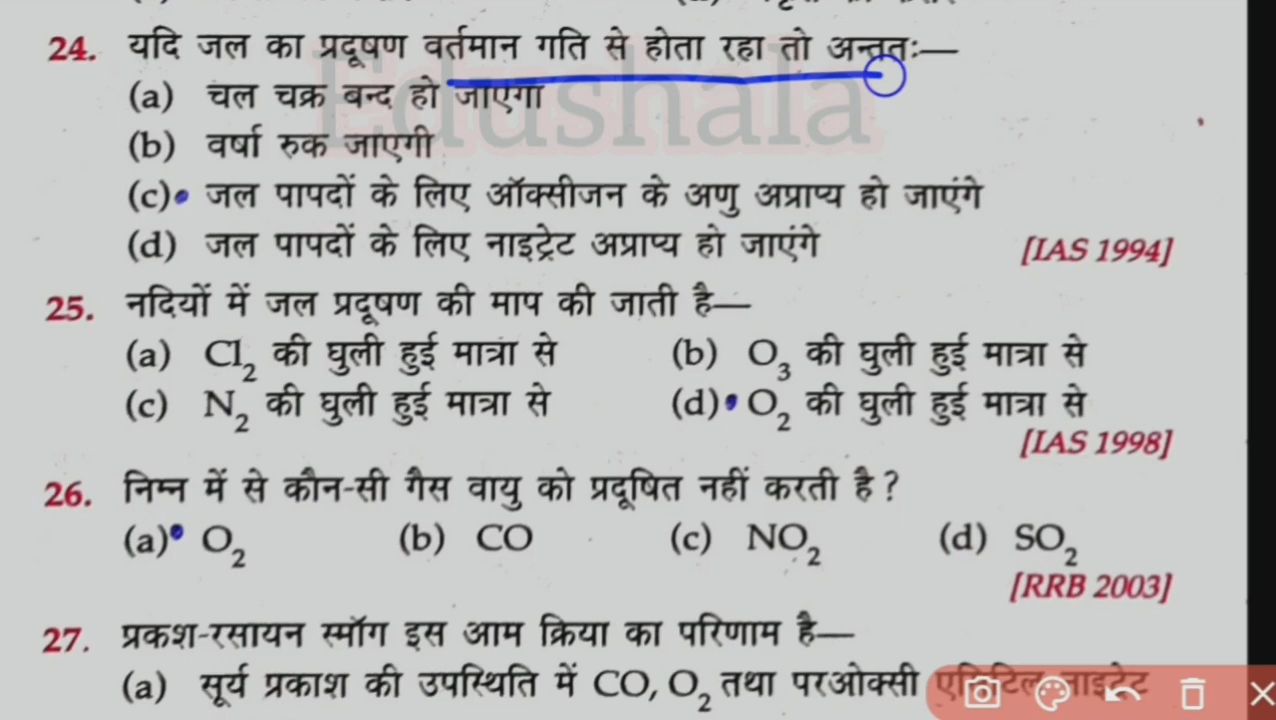 24. यदि जल का प्रदूषण वर्तमान गति से होता रहा तो अन्ततः—
(a) चल चक्र बन्द हो जाएगा
(b) वर्षा रुक जाएगी
(c) जल पापदों के लिए ऑक्सीजन के अणु अप्राप्य हो जाएंगे
(d) जल पापदों के लिए नाइट्रेट अप्राप्य हो जाएंगे [IAS 1994]
25. नदियों में जल प्रदूषण की माप की जाती है—
(a) Cl₂ की घुली हुई मात्रा से (b) O₃ की घुली हुई मात्रा से
(c) N₂ की घुली हुई मात्रा से (d) O₂ की घुली हुई मात्रा से
[IAS 1998]
26. निम्न में से कौन-सी गैस वायु को प्रदूषित नहीं करती है ?
(a) O₂ (b) CO (c) NO₂ (d) SO₂
[RRB 2003]
27. प्रकश-रसायन स्मॉग इस आम क्रिया का परिणाम है—
(a) सूर्य प्रकाश की उपस्थिति में CO, O₂ तथा परओक्सी
Edushala